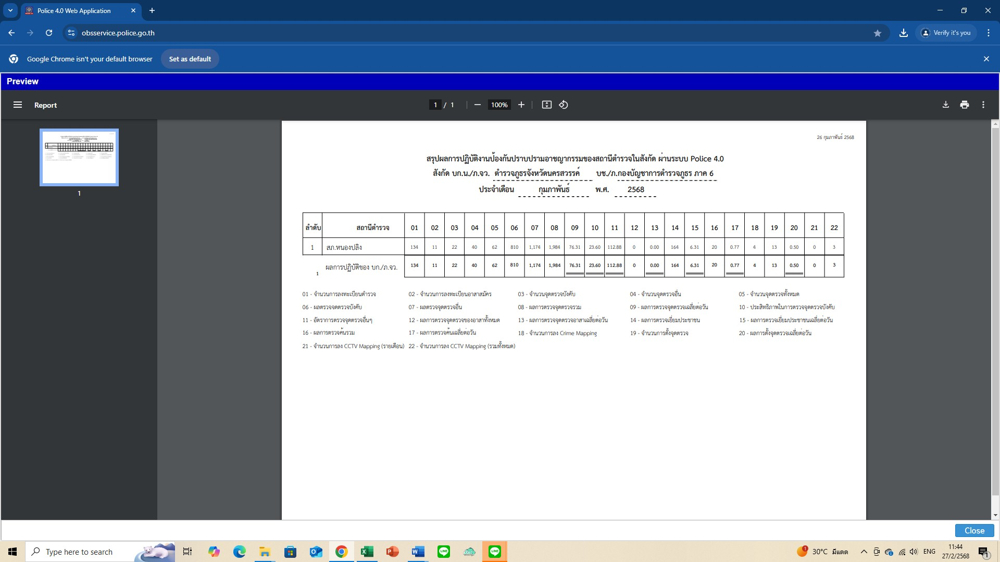 Police 4.0 Web Application
obsservice.police.go.th
Verify it's you
Google Chrome isn't your default browser
Set as default
Preview
Report
1 / 1
100%
1
26 กุมภาพันธ์ 2568
สรุปผลการปฏิบัติงานป้องกันปราบปรามอาชญากรรมของสถานีตำรวจในสังกัด ผ่านระบบ Police 4.0
สังกัด บก.น./ภ.จว. ตำรวจภูธรจังหวัดนครสวรรค์ บช./ภ.กองบัญชาการตำรวจภูธร ภาค 6
ประจำเดือน กุมภาพันธ์ พ.ศ. 2568
ลำดับ สถานีตำรวจ 01 02 03 04 05 06 07 08 09 10 11 12 13 14 15 16 17 18 19 20 21 22
1 สภ.หนองปลิง 134 11 22 40 62 810 1,174 1,984 76.31 23.60 112.88 0 0.00 164 6.31 20 0.77 4 13 0.50 0 3
1 ผลการปฏิบัติของ บก./ภ.จว. 134 11 22 40 62 810 1,174 1,984 76.31 23.60 112.88 0 0.00 164 6.31 20 0.77 4 13 0.50 0 3
01 - จำนวนการลงทะเบียนตำรวจ 02 - จำนวนการลงทะเบียนอาสาสมัคร 03 - จำนวนจุดตรวจบังคับ 04 - จำนวนจุดตรวจอื่น 05 - จำนวนจุดตรวจทั้งหมด
06 - ผลตรวจจดตรวจบังคับ 07 - ผลตรวจจุดตรวจอื่น 08 - ผลการตรวจจุดตรวจรวม 09 - ผลการตรวจจุดตรวจเฉลี่ยต่อวัน 10 - ประสิทธิภาพในการตรวจจุดตรวจบังคับ
11 - อัตราการตรวจจุดตรวจอื่นๆ 12 - ผลการตรวจจุดตรวจของอาสาทั้งหมด 13 - ผลการตรวจจุดตรวจอาสาเฉลี่ยต่อวัน 14 - ผลการตรวจเยี่ยมประชาชน 15 - ผลการตรวจเยี่ยมประชาชนเฉลี่ยต่อวัน
16 - ผลการตรวจค้นรวม 17 - ผลการตรวจค้นเฉลี่ยต่อวัน 18 - จำนวนการลง Crime Mapping 19 - จำนวนการตั้งจุดตรวจ 20 - ผลการตั้งจุดตรวจเฉลี่ยต่อวัน
21 - จำนวนการลง CCTV Mapping (รายเดือน) 22 - จำนวนการลง CCTV Mapping (รวมทั้งหมด)
Close
Type here to search
30°C มีแดด
ENG
11:44
27/2/2568